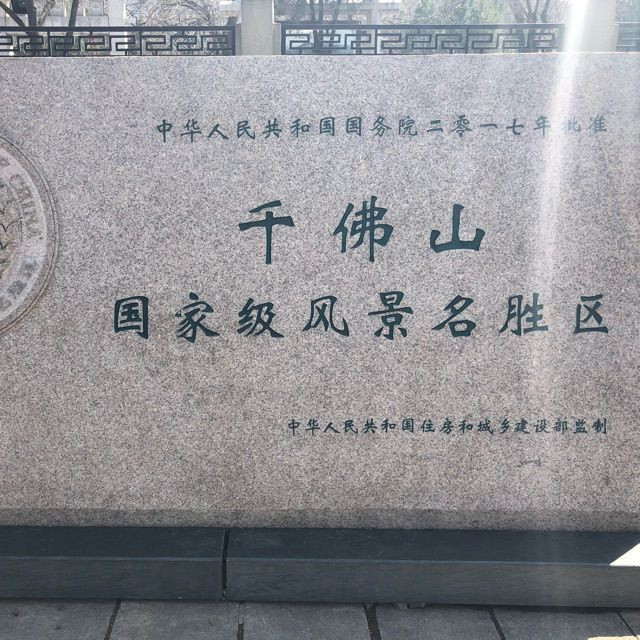 中华人民共和国国务院二零一七年批准
千佛山
国家级风景名胜区
中华人民共和国住房和城乡建设部监制
CHINA